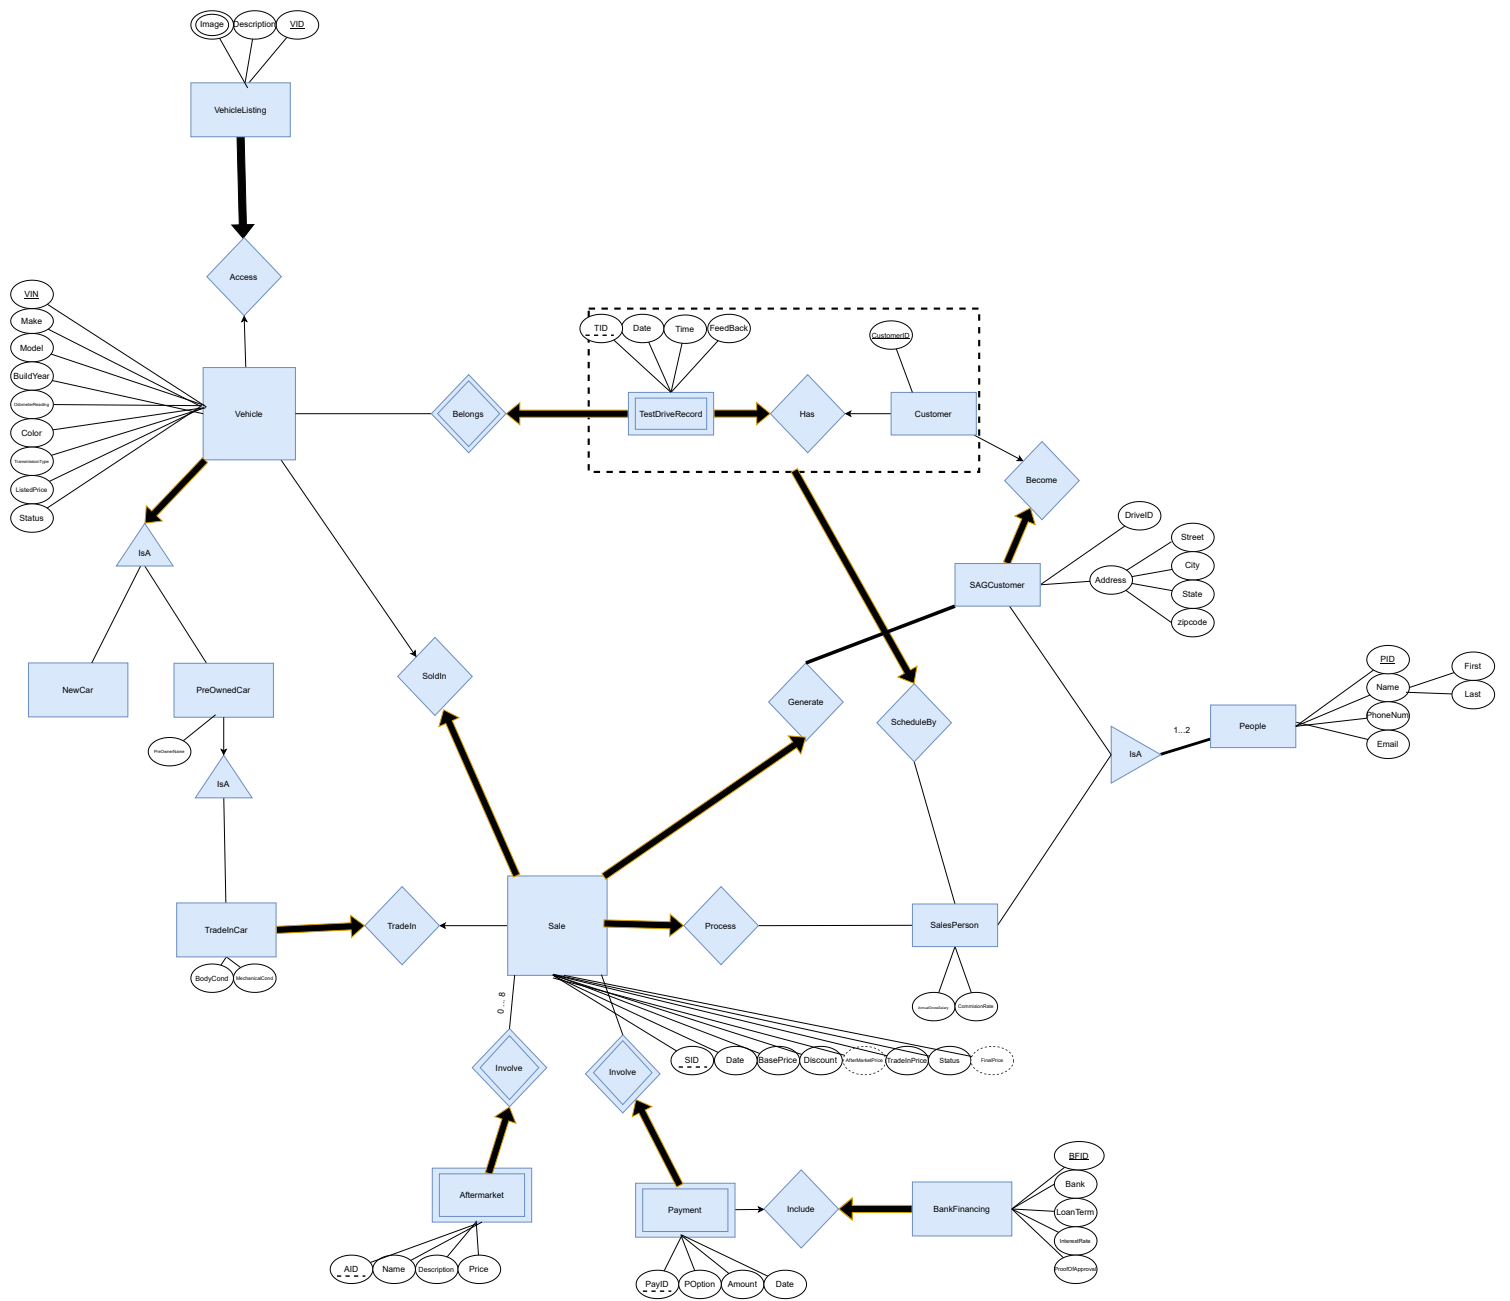 Image
Description
VID
VehicleListing
Access
VIN
Make
Model
BuildYear
OdometerReading
Color
TransmissionType
ListedPrice
Status
Vehicle
Belongs
TID
Date
Time
FeedBack
TestDriveRecord
Has
CustomerID
Customer
Become
IsA
NewCar
PreOwnedCar
PreOwnerName
IsA
SoldIn
Generate
ScheduleBy
SAGCustomer
DriveID
Address
Street
City
State
zipcode
PID
Name
PhoneNum
Email
First
Last
People
1...2
IsA
TradeInCar
BodyCond
MechanicalCond
TradeIn
Sale
Process
SalesPerson
AnnualGrossSalary
CommisionRate
0 ... 8
Involve
Involve
SID
Date
BasePrice
Discount
AfterMarketPrice
TradeInPrice
Status
FinalPrice
Aftermarket
AID
Name
Description
Price
Payment
PayID
POption
Amount
Date
Include
BankFinancing
BFID
Bank
LoanTerm
InterestRate
ProofOfApproval